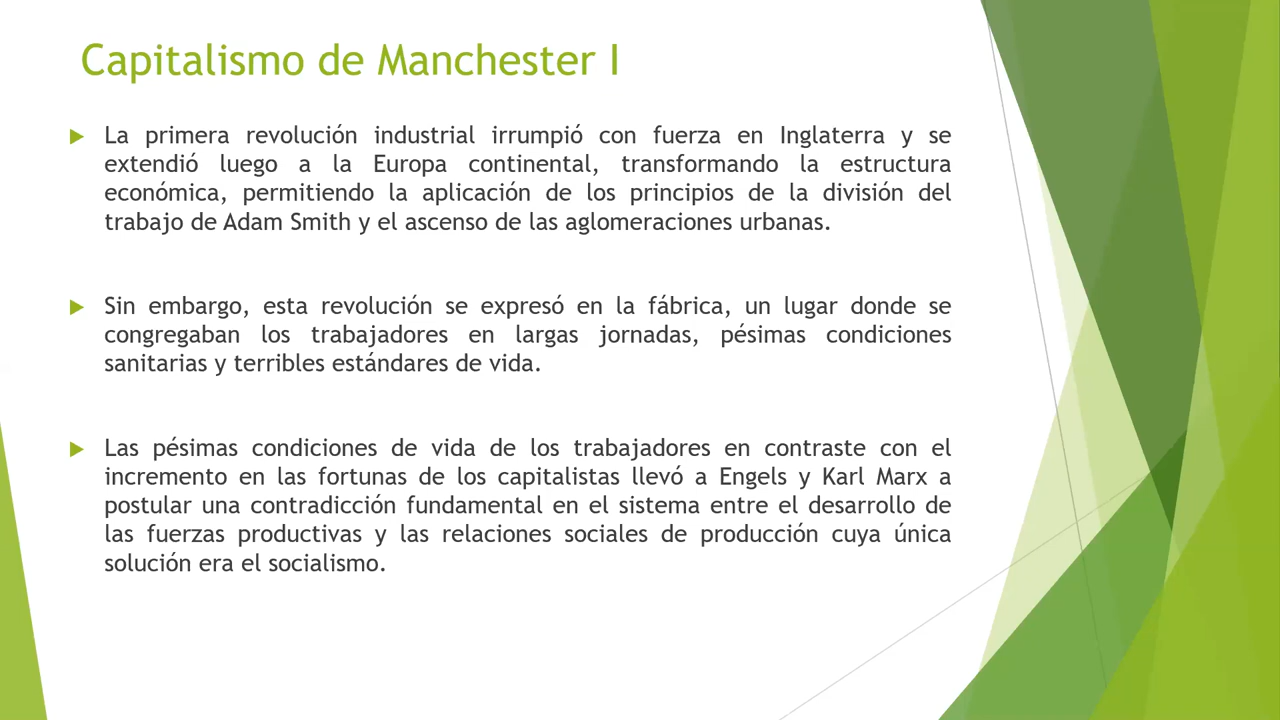 Capitalismo de Manchester I
La primera revolución industrial irrumpió con fuerza en Inglaterra y se
extendió luego a la Europa continental, transformando la estructura
económica, permitiendo la aplicación de los principios de la división del
trabajo de Adam Smith y el ascenso de las aglomeraciones urbanas.
Sin embargo, esta revolución se expresó en la fábrica, un lugar donde se
congregaban los trabajadores en largas jornadas, pésimas condiciones
sanitarias y terribles estándares de vida.
Las pésimas condiciones de vida de los trabajadores en contraste con el
incremento en las fortunas de los capitalistas llevó a Engels y Karl Marx a
postular una contradicción fundamental en el sistema entre el desarrollo de
las fuerzas productivas y las relaciones sociales de producción cuya única
solución era el socialismo.